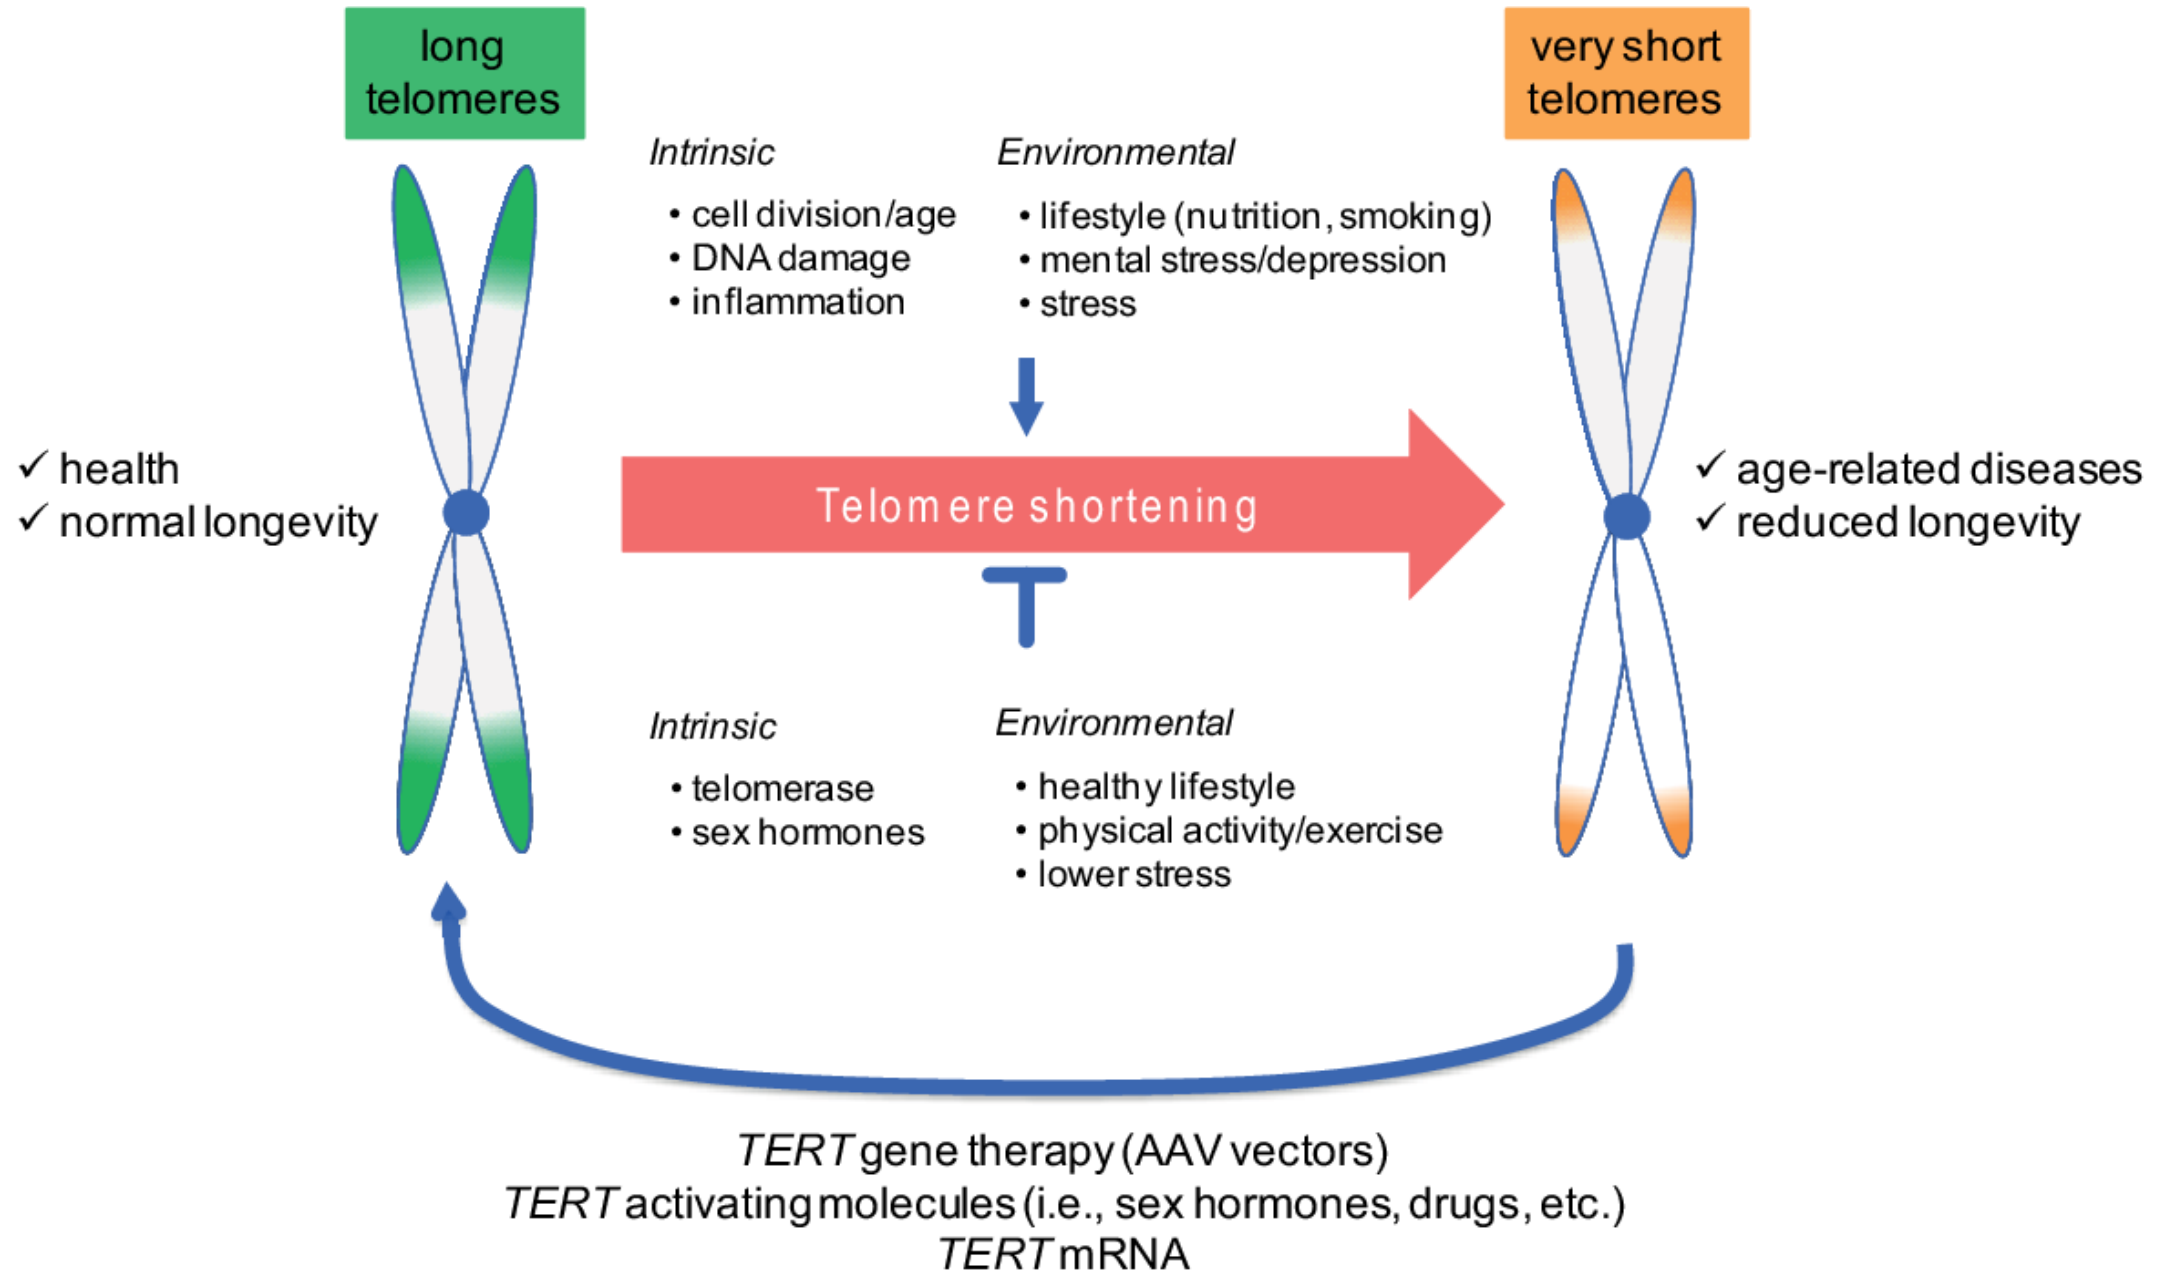 long
telomeres
very short
telomeres
Intrinsic
• cell division/age
• DNA damage
• inflammation
Environmental
• lifestyle (nutrition, smoking)
• mental stress/depression
• stress
✓ health
✓ normal longevity
Telomere shortening
✓ age-related diseases
✓ reduced longevity
Intrinsic
• telomerase
• sex hormones
Environmental
• healthy lifestyle
• physical activity/exercise
• lower stress
TERT gene therapy (AAV vectors)
TERT activating molecules (i.e., sex hormones, drugs, etc.)
TERT mRNA